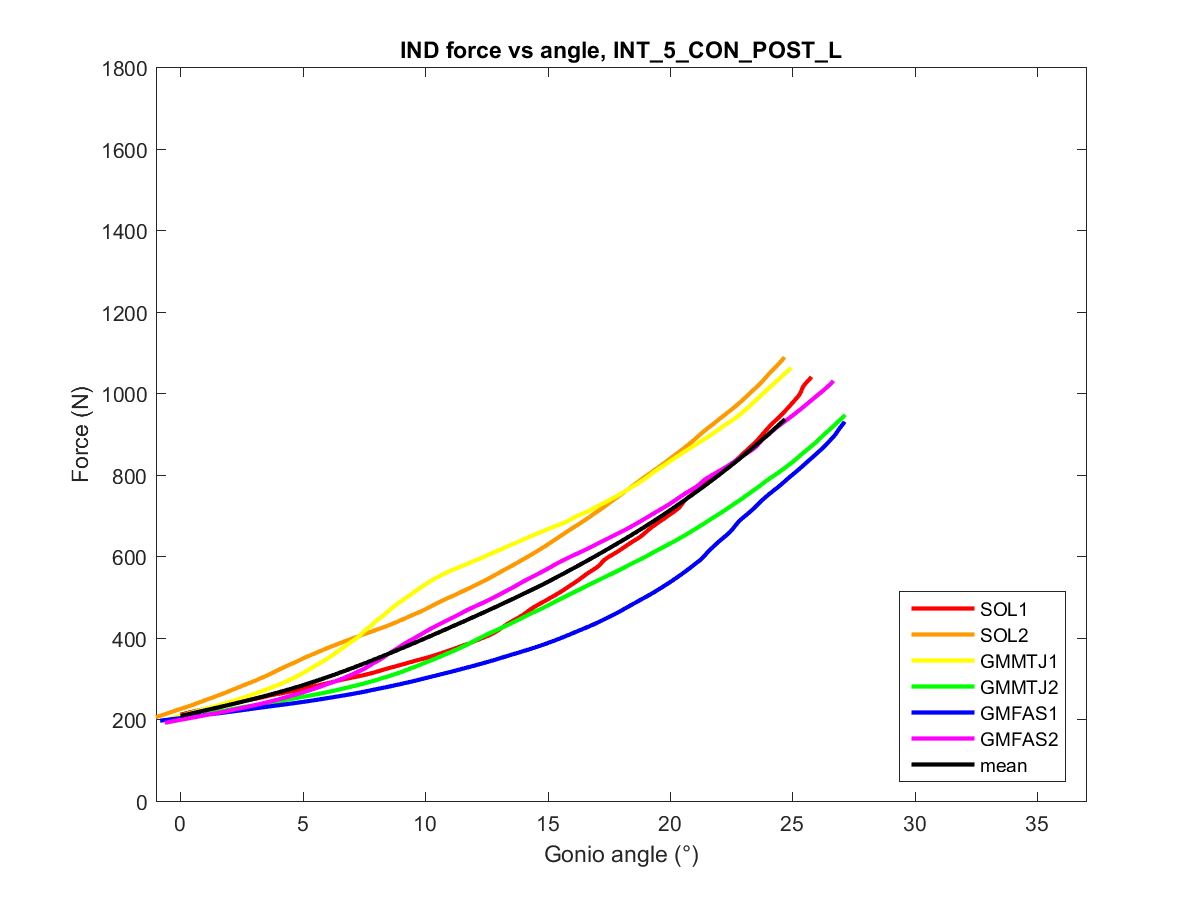 IND force vs angle, INT_5_CON_POST_L
1800
1600
1400
1200
1000
800
600
400
200
0
Force (N)
0 5 10 15 20 25 30 35
Gonio angle (°)
SOL1
SOL2
GMMTJ1
GMMTJ2
GMFAS1
GMFAS2
mean